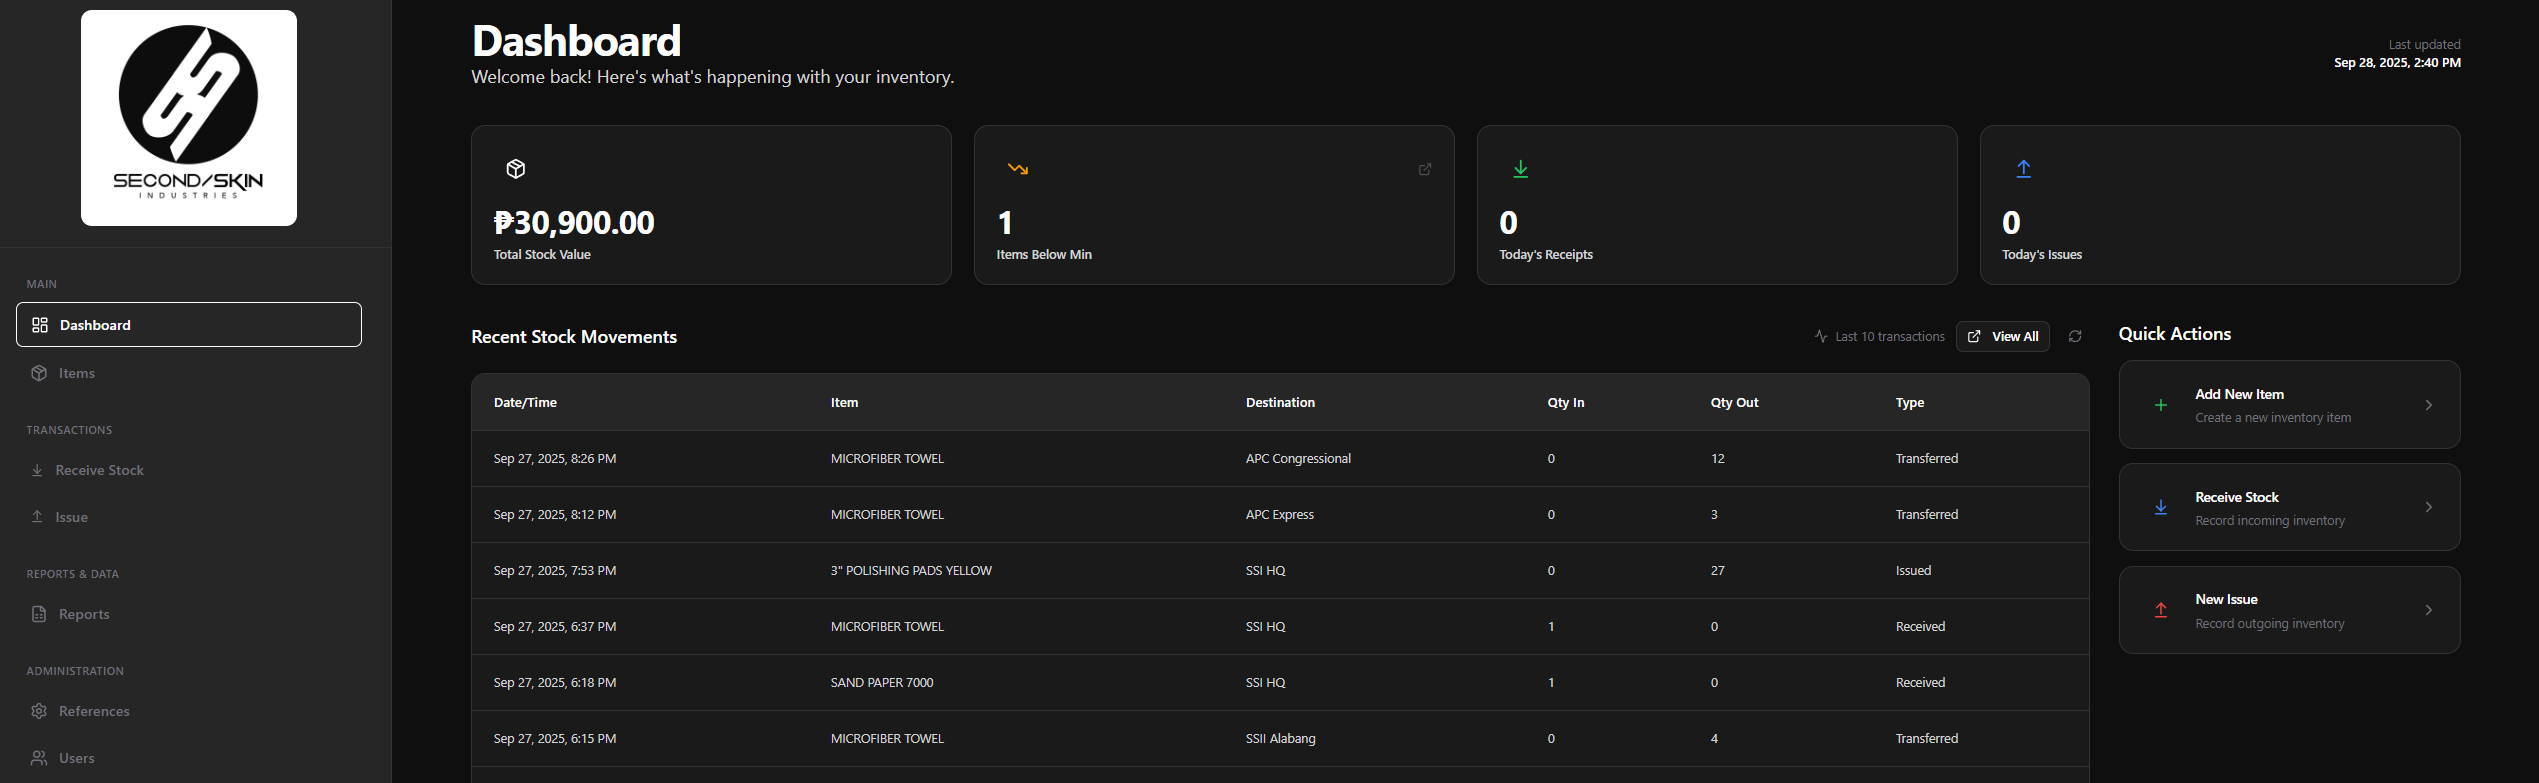 SECOND/SKIN
INDUSTRIES
MAIN
Dashboard
Items
TRANSACTIONS
Receive Stock
Issue
REPORTS & DATA
Reports
ADMINISTRATION
References
Users
Dashboard
Welcome back! Here's what's happening with your inventory.
Last updated
Sep 28, 2025, 2:40 PM
₱30,900.00
Total Stock Value
1
Items Below Min
0
Today's Receipts
0
Today's Issues
Recent Stock Movements
Last 10 transactions
View All
Date/Time Item Destination Qty In Qty Out Type
Sep 27, 2025, 8:26 PM MICROFIBER TOWEL APC Congressional 0 12 Transferred
Sep 27, 2025, 8:12 PM MICROFIBER TOWEL APC Express 0 3 Transferred
Sep 27, 2025, 7:53 PM 3" POLISHING PADS YELLOW SSI HQ 0 27 Issued
Sep 27, 2025, 6:37 PM MICROFIBER TOWEL SSI HQ 1 0 Received
Sep 27, 2025, 6:18 PM SAND PAPER 7000 SSI HQ 1 0 Received
Sep 27, 2025, 6:15 PM MICROFIBER TOWEL SSII Alabang 0 4 Transferred
Quick Actions
Add New Item
Create a new inventory item
Receive Stock
Record incoming inventory
New Issue
Record outgoing inventory